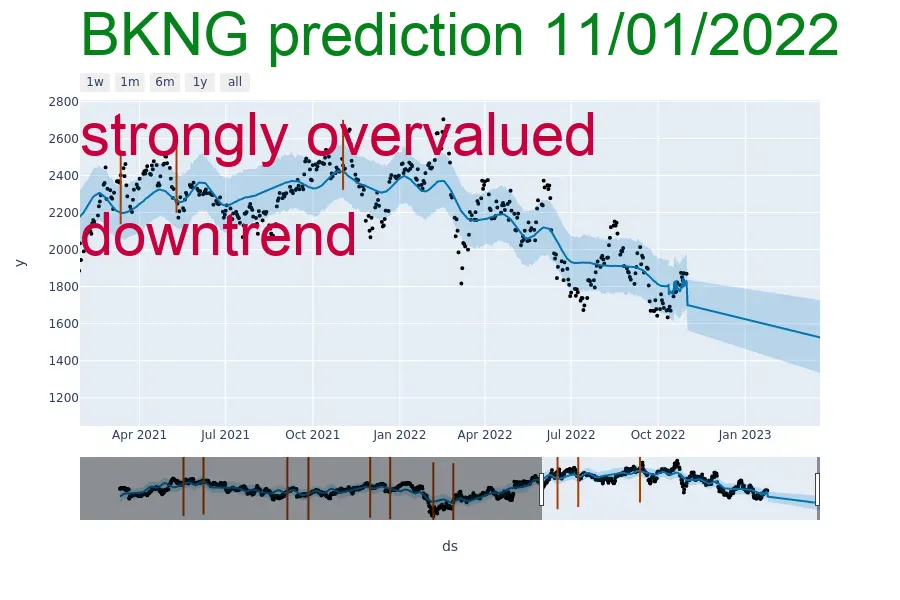 BKNG prediction 11/01/2022
1w 1m 6m 1y all
2800
strongly overvalued
2600
2400
2200
downtrend
2000
y
1800
1600
1400
1200
Apr 2021 Jul 2021 Oct 2021 Jan 2022 Apr 2022 Jul 2022 Oct 2022 Jan 2023
ds